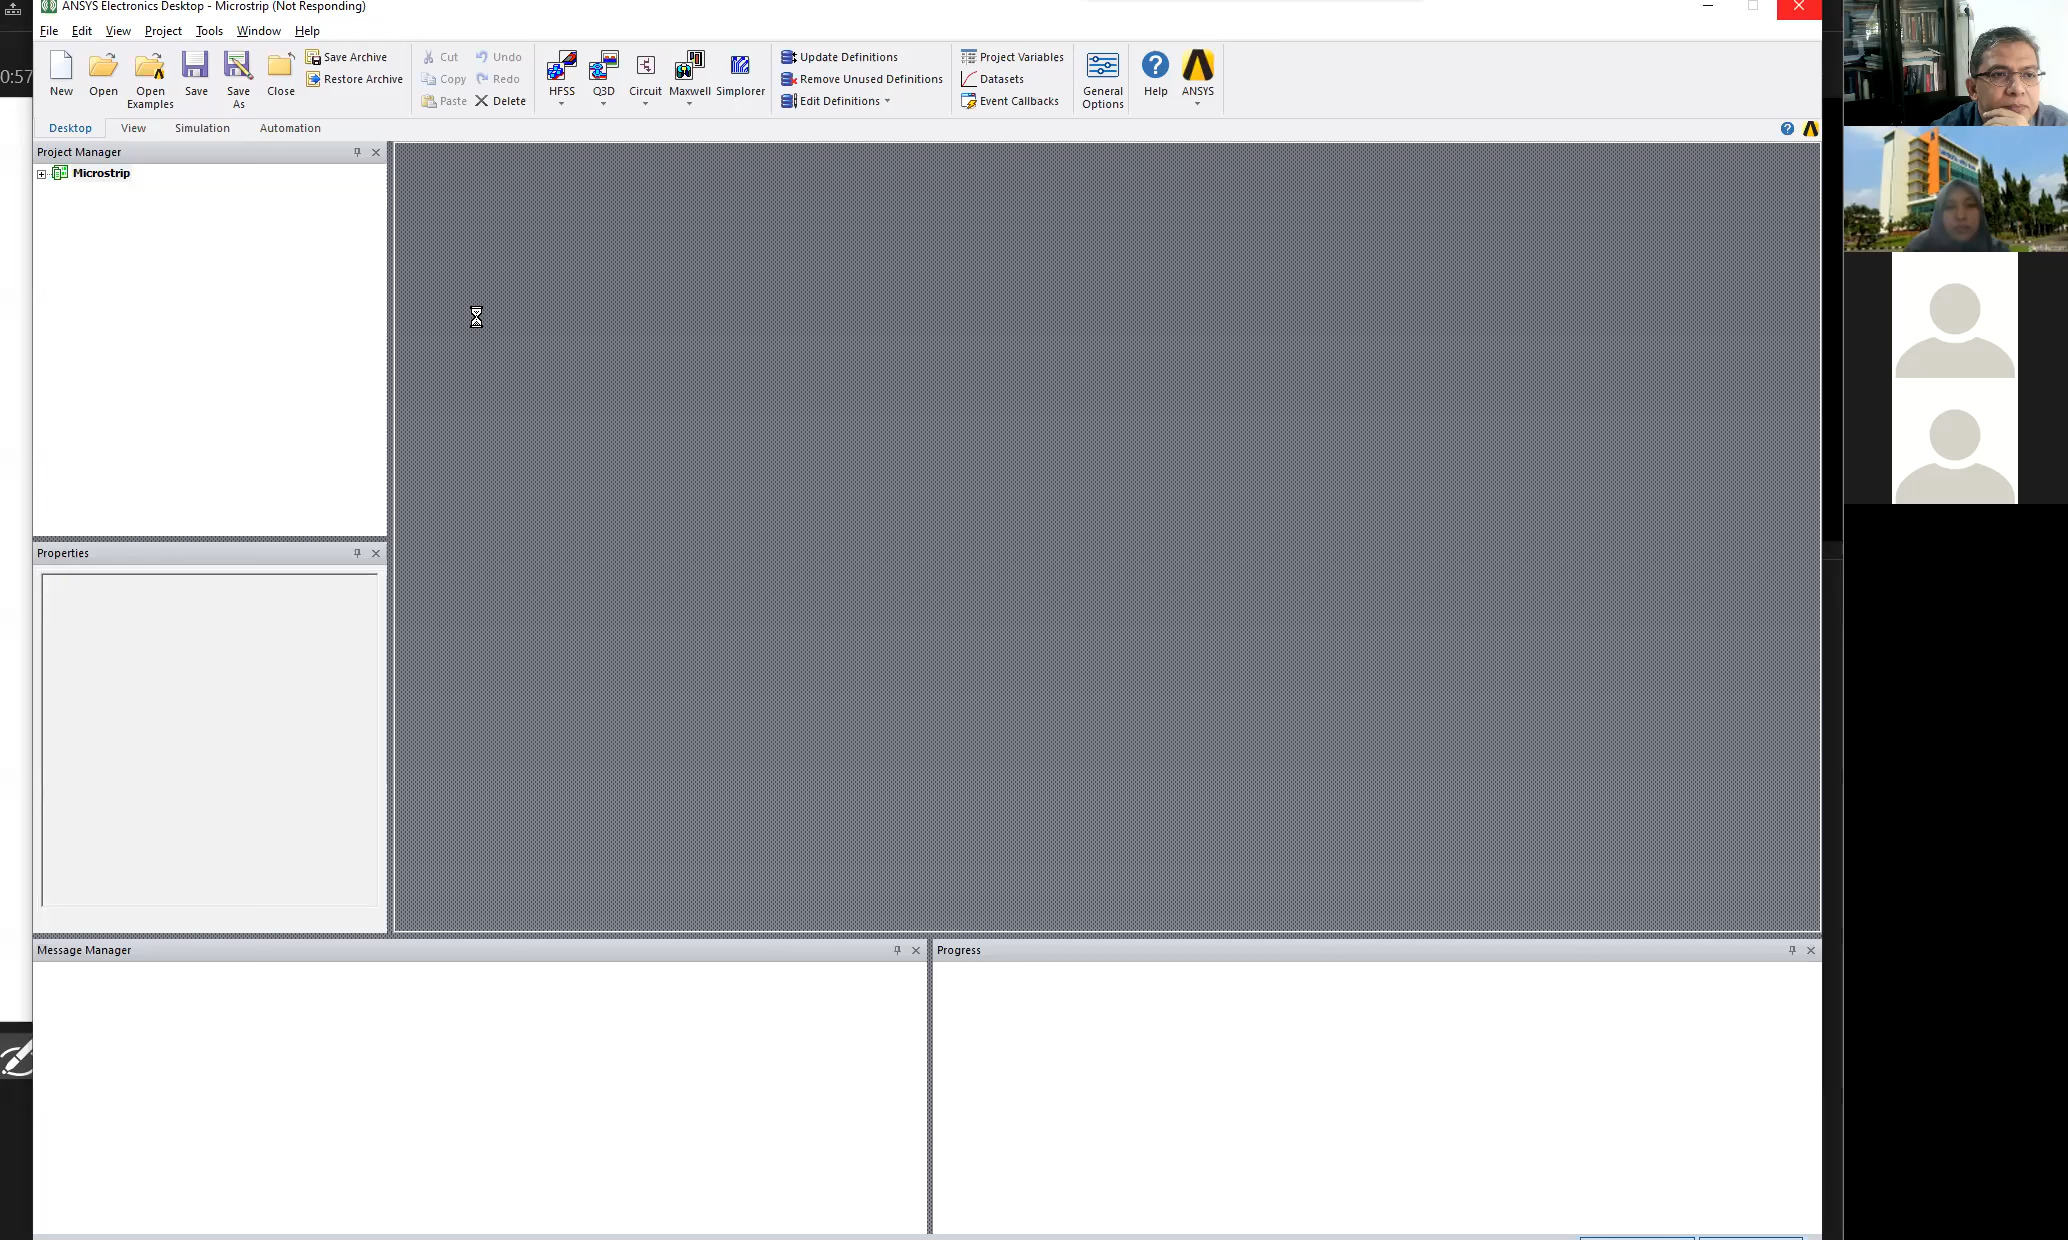 ANSYS Electronics Desktop - Microstrip (Not Responding)
File Edit View Project Tools Window Help
0:57
New
Open
Open Examples
Save
Save As
Close
Save Archive
Restore Archive
Cut
Copy
Paste
Undo
Redo
Delete
HFSS
Q3D
Circuit
Maxwell
Simplorer
Update Definitions
Remove Unused Definitions
Edit Definitions
Project Variables
Datasets
Event Callbacks
General Options
Help
ANSYS
Desktop View Simulation Automation
Project Manager
Microstrip
Properties
Message Manager
Progress